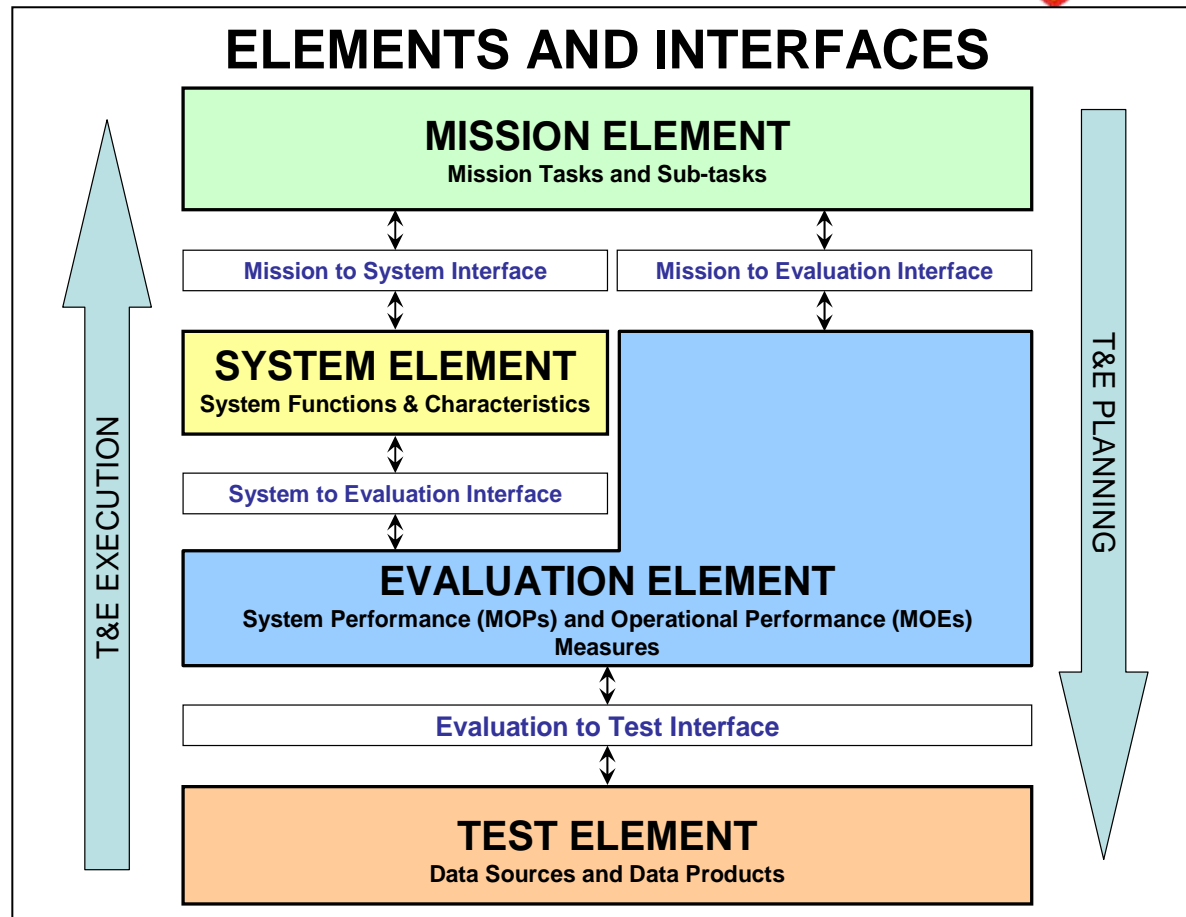 ELEMENTS AND INTERFACES
MISSION ELEMENT
Mission Tasks and Sub-tasks
Mission to System Interface
Mission to Evaluation Interface
SYSTEM ELEMENT
System Functions & Characteristics
System to Evaluation Interface
EVALUATION ELEMENT
System Performance (MOPs) and Operational Performance (MOEs)
Measures
Evaluation to Test Interface
TEST ELEMENT
Data Sources and Data Products
T&E EXECUTION
T&E PLANNING